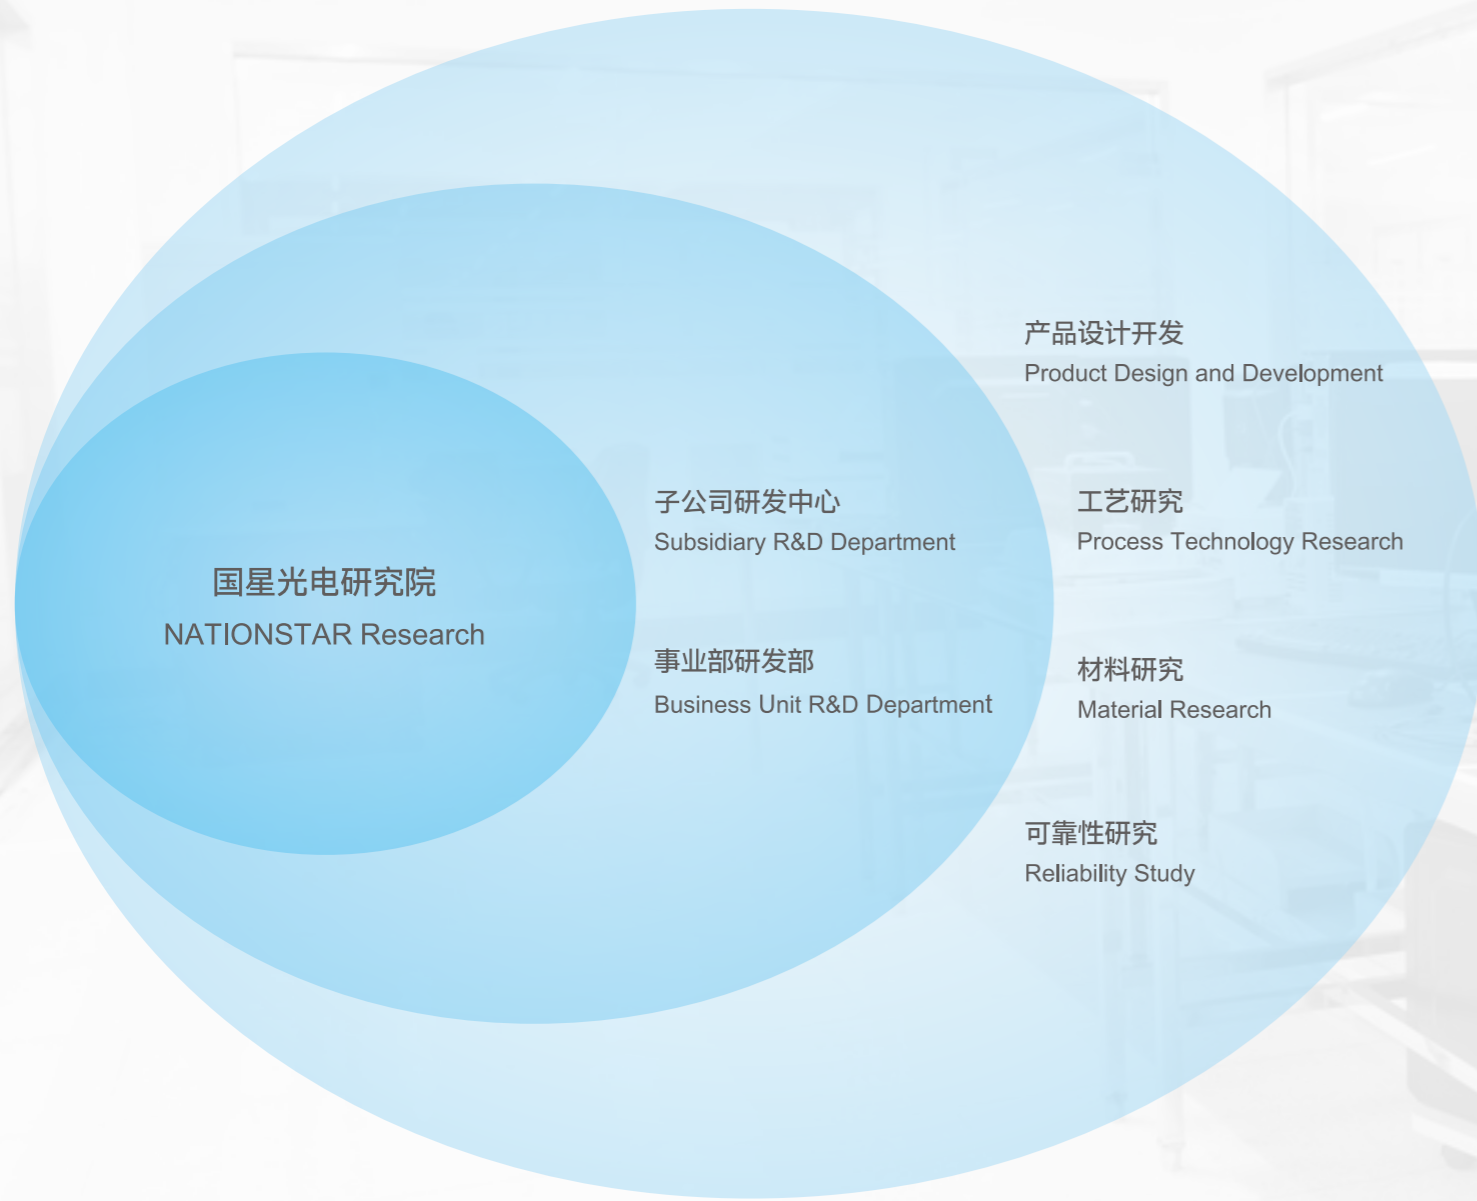 国星光电研究院
NATIONSTAR Research
子公司研发中心
Subsidiary R&D Department
事业部研发部
Business Unit R&D Department
产品设计开发
Product Design and Development
工艺研究
Process Technology Research
材料研究
Material Research
可靠性研究
Reliability Study